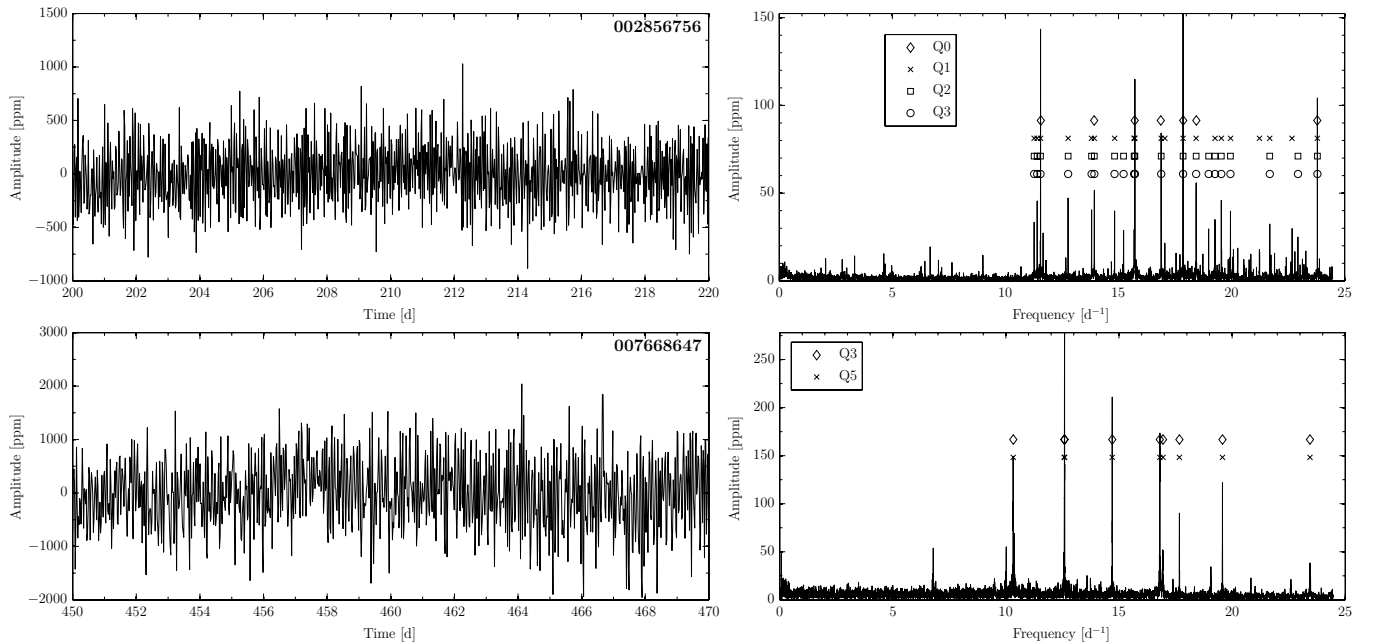 002856756
Amplitude [ppm]
1500
1000
500
0
−500
−1000
200 202 204 206 208 210 212 214 216 218 220
Time [d]
Amplitude [ppm]
150
100
50
0
Q0
Q1
Q2
Q3
0 5 10 15 20 25
Frequency [d⁻¹]
007668647
Amplitude [ppm]
3000
2000
1000
0
−1000
−2000
450 452 454 456 458 460 462 464 466 468 470
Time [d]
Amplitude [ppm]
250
200
150
100
50
0
Q3
Q5
0 5 10 15 20 25
Frequency [d⁻¹]